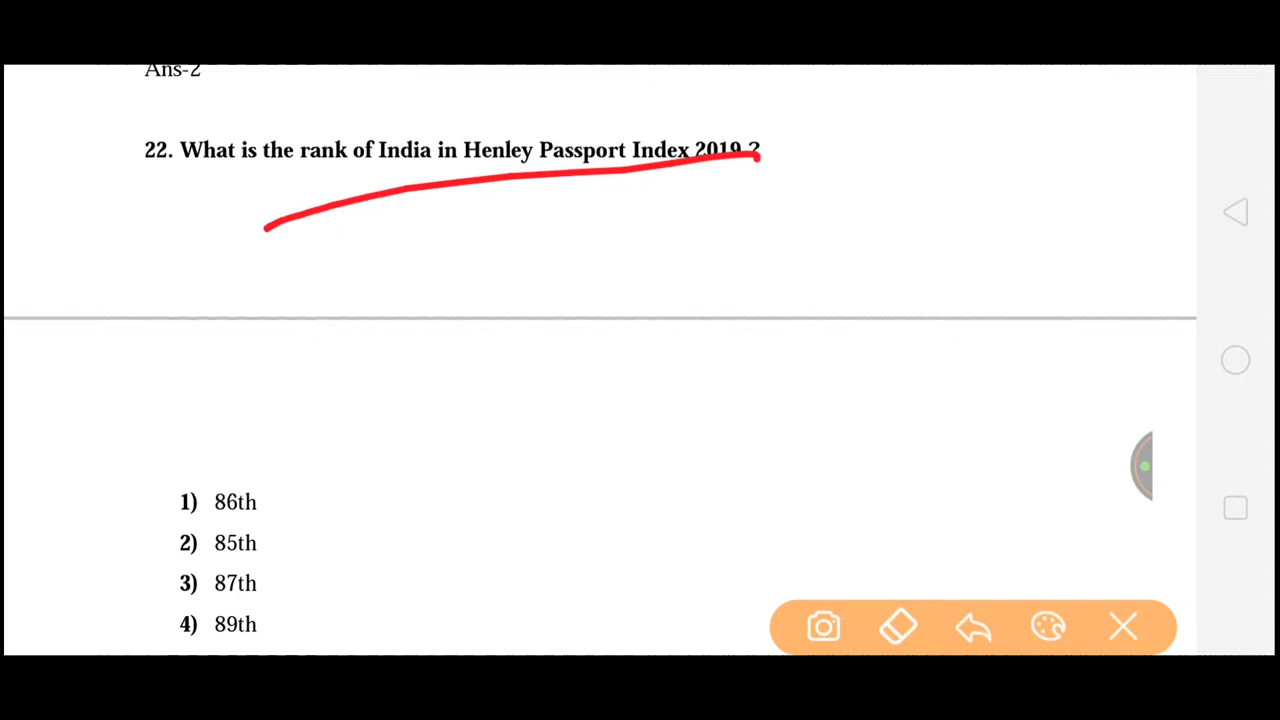 Ans-2
22. What is the rank of India in Henley Passport Index 2019 ?
1) 86th
2) 85th
3) 87th
4) 89th